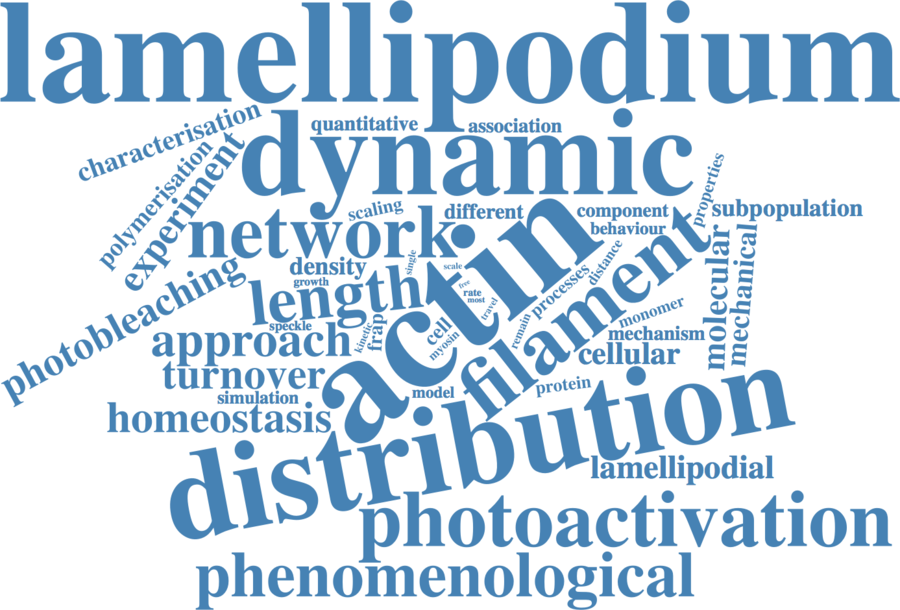 lamellipodium
characterisation
quantitative
association
dynamic
polymerisation
experiment
properties
scaling
different
component
subpopulation
network
behaviour
actin
filament
molecular
mechanical
density
single
scale
distance
growth
free
rate
most
processes
travel
photobleaching
length
speckle
kinetic
frap
cell
myosin
remain
monomer
mechanism
approach
cellular
turnover
protein
simulation
model
homeostasis
distribution
lamellipodial
photoactivation
phenomenological